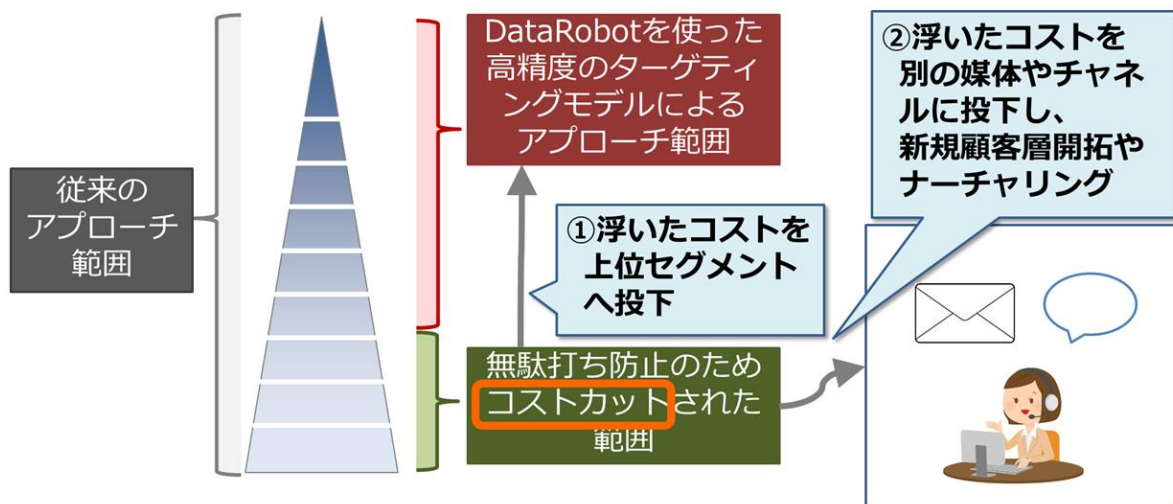 従来の
アプローチ
範囲
DataRobotを使った
高精度のターゲティ
ングモデルによる
アプローチ範囲
①浮いたコストを
上位セグメント
へ投下
無駄打ち防止のため
コストカットされた
範囲
②浮いたコストを
別の媒体やチャネ
ルに投下し、
新規顧客層開拓や
ナーチャリング